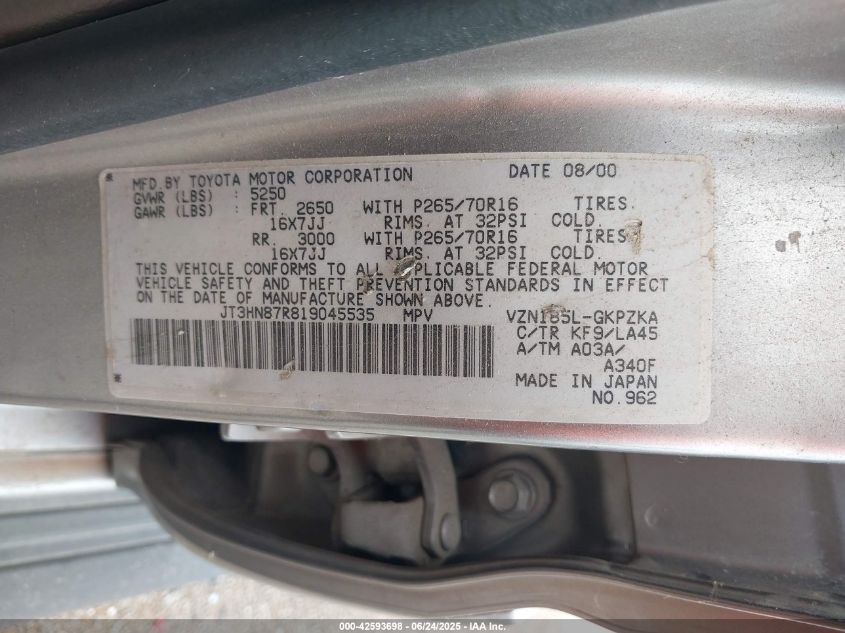 MFD.BY TOYOTA MOTOR CORPORATION DATE 08/00
GVWR (LBS) : 5250
GAWR (LBS) : FRT. 2650 WITH P265/70R16 TIRES.
16X7JJ RIMS. AT 32PSI COLD.
RR. 3000 WITH P265/70R16 TIRES
16X7JJ RIMS. AT 32PSI COLD.
THIS VEHICLE CONFORMS TO ALL APPLICABLE FEDERAL MOTOR
VEHICLE SAFETY AND THEFT PREVENTION STANDARDS IN EFFECT
ON THE DATE OF MANUFACTURE SHOWN ABOVE.
JT3HN87R819045535 MPV VZN185L-GKPZKA
C/TR KF9/LA45
A/TM A03A/
A340F
MADE IN JAPAN
NO.962
000-42593698 - 06/24/2025 - IAA Inc.